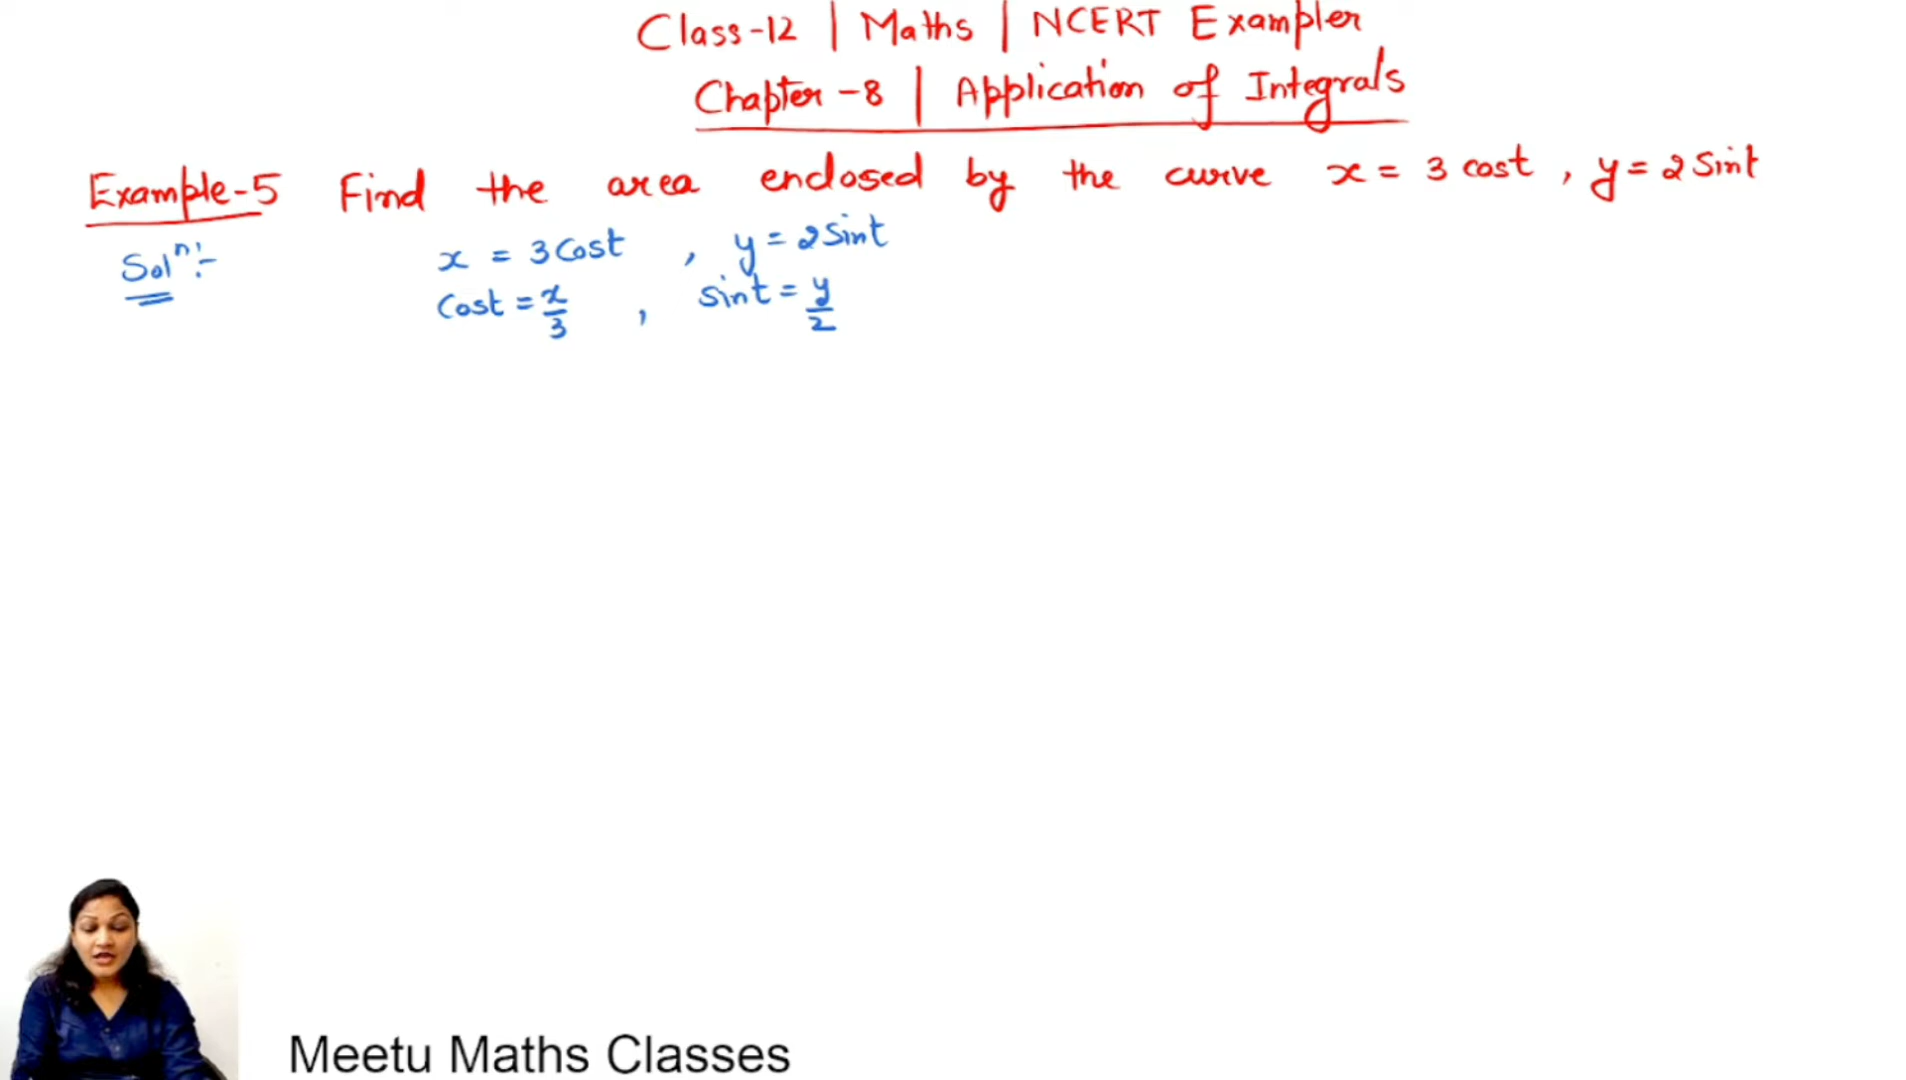 Class-12 | Maths | NCERT Exampler
Chapter -8 | Application of Integrals
Example-5 Find the area enclosed by the curve x = 3 cost , y = 2 Sint
Solⁿ:- x = 3 Cost , y = 2 Sint
Cost = x/3 , sint = y/2
Meetu Maths Classes